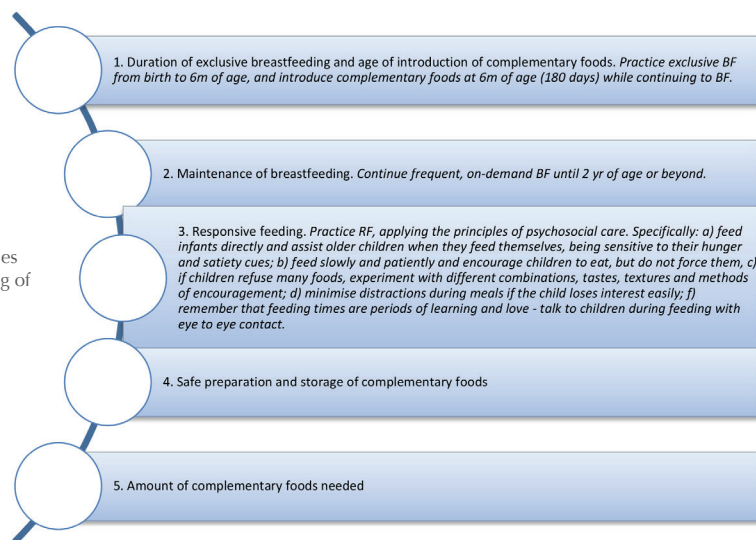 1. Duration of exclusive breastfeeding and age of introduction of complementary foods. Practice exclusive BF
from birth to 6m of age, and introduce complementary foods at 6m of age (180 days) while continuing to BF.
2. Maintenance of breastfeeding. Continue frequent, on-demand BF until 2 yr of age or beyond.
3. Responsive feeding. Practice RF, applying the principles of psychosocial care. Specifically: a) feed
infants directly and assist older children when they feed themselves, being sensitive to their hunger
and satiety cues; b) feed slowly and patiently and encourage children to eat, but do not force them, c)
if children refuse many foods, experiment with different combinations, tastes, textures and methods
of encouragement; d) minimise distractions during meals if the child loses interest easily; f)
remember that feeding times are periods of learning and love - talk to children during feeding with
eye to eye contact.
4. Safe preparation and storage of complementary foods
5. Amount of complementary foods needed
g of